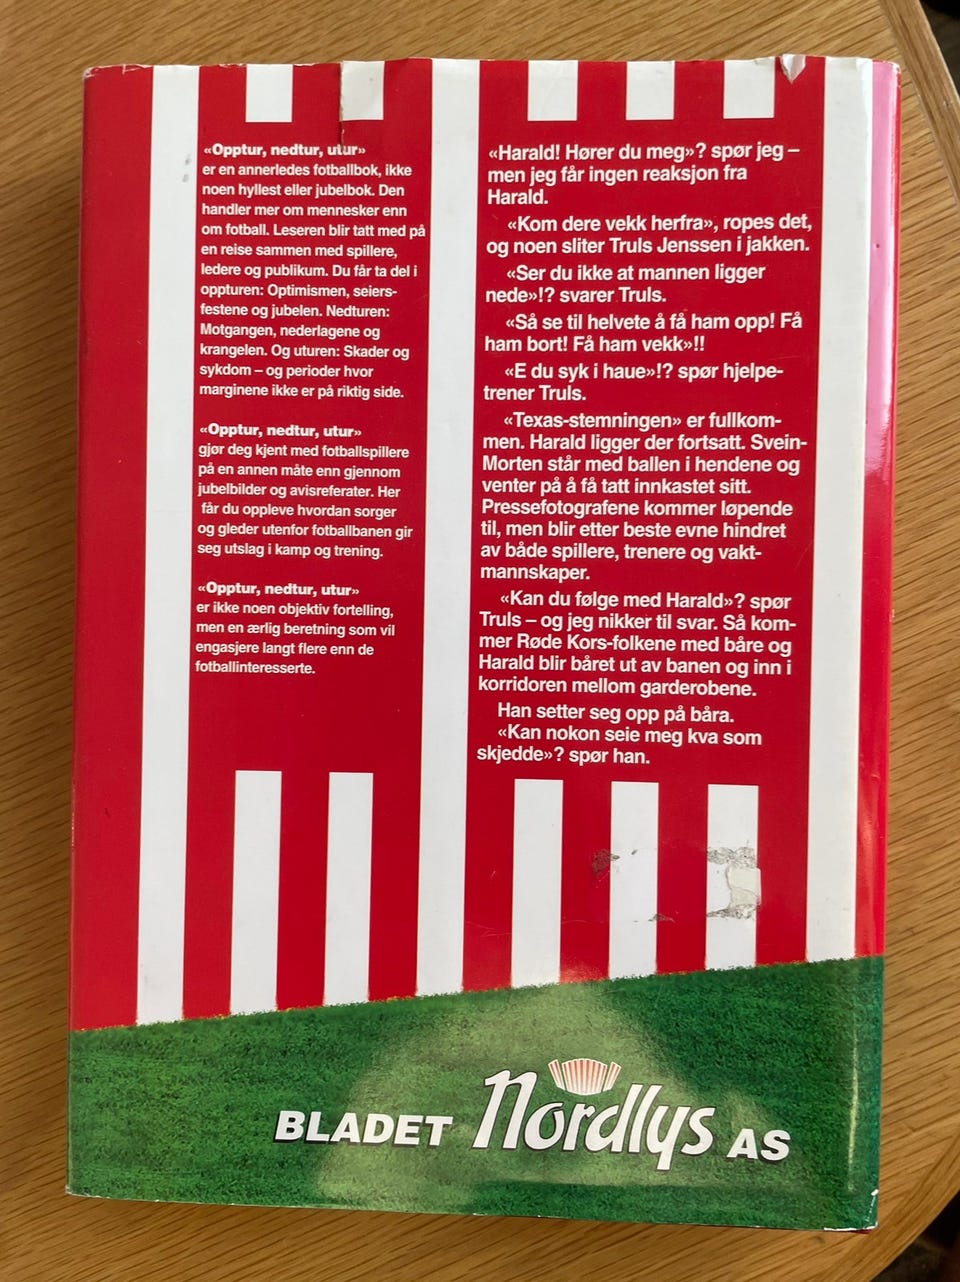 «Opptur, nedtur, utur»
er en annerledes fotballbok, ikke
noen hyllest eller jubelbok. Den
handler mer om mennesker enn
om fotball. Leseren blir tatt med på
en reise sammen med spillere,
ledere og publikum. Du får ta del i
oppturen: Optimismen, seiers-
festene og jubelen. Nedturen:
Motgangen, nederlagene og
krangelen. Og uturen: Skader og
sykdom – og perioder hvor
marginene ikke er på riktig side.
«Opptur, nedtur, utur»
gjør deg kjent med fotballspillere
på en annen måte enn gjennom
jubelbilder og avisreferater. Her
får du oppleve hvordan sorger
og gleder utenfor fotballbanen gir
seg utslag i kamp og trening.
«Opptur, nedtur, utur»
er ikke noen objektiv fortelling,
men en ærlig beretning som vil
engasjere langt flere enn de
fotballinteresserte.
«Harald! Hører du meg»? spør jeg –
men jeg får ingen reaksjon fra
Harald.
«Kom dere vekk herfra», ropes det,
og noen sliter Truls Jenssen i jakken.
«Ser du ikke at mannen ligger
nede»!? svarer Truls.
«Så se til helvete å få ham opp! Få
ham bort! Få ham vekk»!!
«E du syk i haue»!? spør hjelpe-
trener Truls.
«Texas-stemningen» er fullkom-
men. Harald ligger der fortsatt. Svein-
Morten står med ballen i hendene og
venter på å få tatt innkastet sitt.
Pressefotografene kommer løpende
til, men blir etter beste evne hindret
av både spillere, trenere og vakt-
mannskaper.
«Kan du følge med Harald»? spør
Truls – og jeg nikker til svar. Så kom-
mer Røde Kors-folkene med båre og
Harald blir båret ut av banen og inn i
korridoren mellom garderobene.
Han setter seg opp på båra.
«Kan nokon seie meg kva som
skjedde»? spør han.
BLADET Nordlys AS